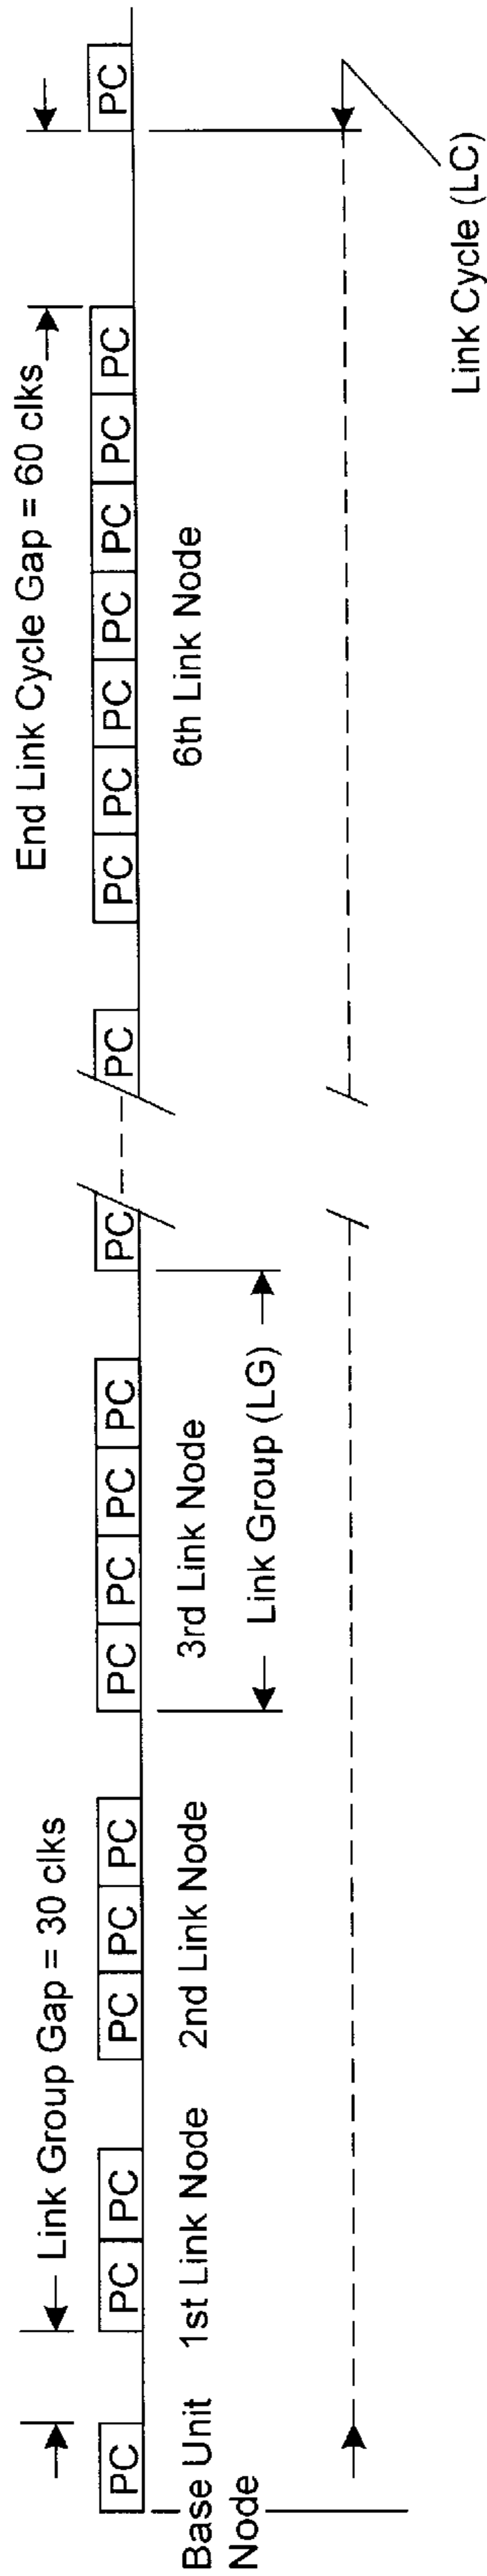 End Link Cycle Gap = 60 clks
Link Group Gap = 30 clks
PC PC PC PC PC PC PC PC PC PC PC PC PC PC PC PC PC PC PC PC
Base Unit
Node
1st Link Node
2nd Link Node
3rd Link Node
6th Link Node
Link Group (LG)
Link Cycle (LC)